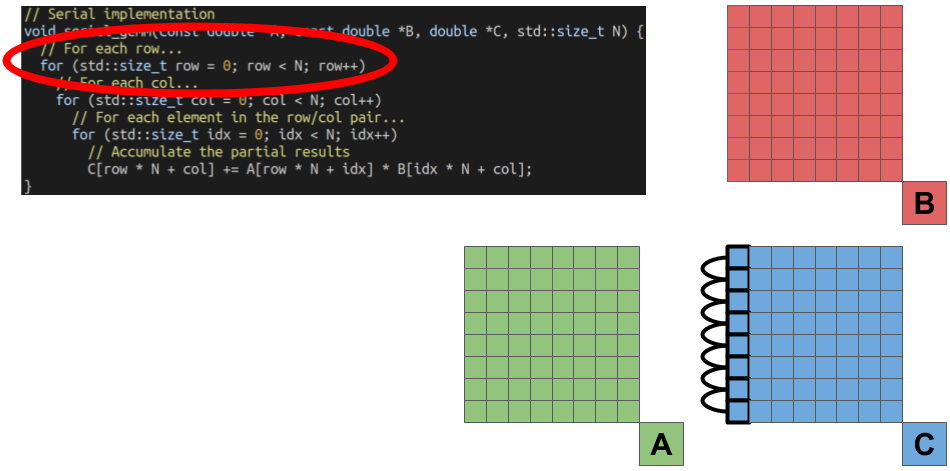 // Serial implementation
void serial_gemm(const double *A, const double *B, double *C, std::size_t N) {
// For each row...
for (std::size_t row = 0; row < N; row++)
// For each col...
for (std::size_t col = 0; col < N; col++)
// For each element in the row/col pair...
for (std::size_t idx = 0; idx < N; idx++)
// Accumulate the partial results
C[row * N + col] += A[row * N + idx] * B[idx * N + col];
}
B
A
C